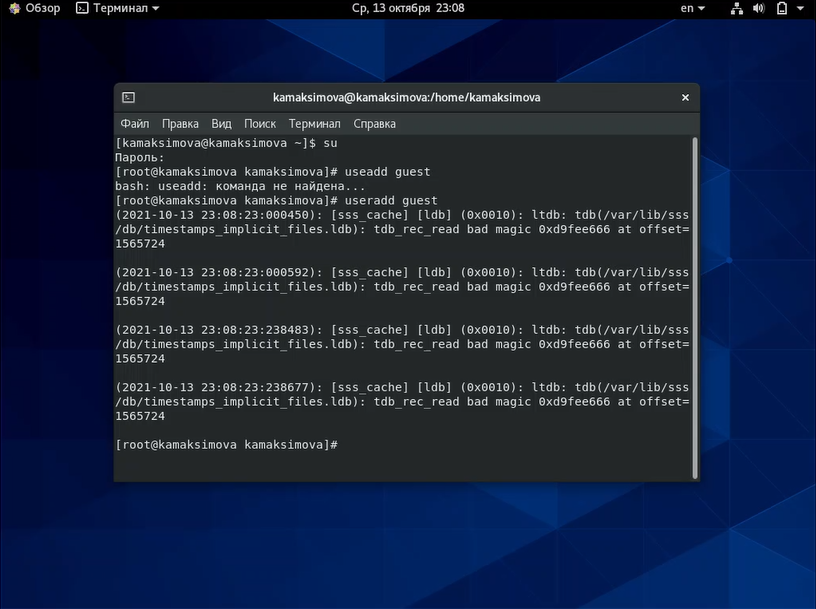 Обзор Терминал Ср, 13 октября 23:08 en
kamaksimova@kamaksimova:/home/kamaksimova ×
Файл Правка Вид Поиск Терминал Справка
[kamaksimova@kamaksimova ~]$ su
Пароль:
[root@kamaksimova kamaksimova]# useadd guest
bash: useadd: команда не найдена...
[root@kamaksimova kamaksimova]# useradd guest
(2021-10-13 23:08:23:000450): [sss_cache] [ldb] (0x0010): ltdb: tdb(/var/lib/sss
/db/timestamps_implicit_files.ldb): tdb_rec_read bad magic 0xd9fee666 at offset=
1565724
(2021-10-13 23:08:23:000592): [sss_cache] [ldb] (0x0010): ltdb: tdb(/var/lib/sss
/db/timestamps_implicit_files.ldb): tdb_rec_read bad magic 0xd9fee666 at offset=
1565724
(2021-10-13 23:08:23:238483): [sss_cache] [ldb] (0x0010): ltdb: tdb(/var/lib/sss
/db/timestamps_implicit_files.ldb): tdb_rec_read bad magic 0xd9fee666 at offset=
1565724
(2021-10-13 23:08:23:238677): [sss_cache] [ldb] (0x0010): ltdb: tdb(/var/lib/sss
/db/timestamps_implicit_files.ldb): tdb_rec_read bad magic 0xd9fee666 at offset=
1565724
[root@kamaksimova kamaksimova]#